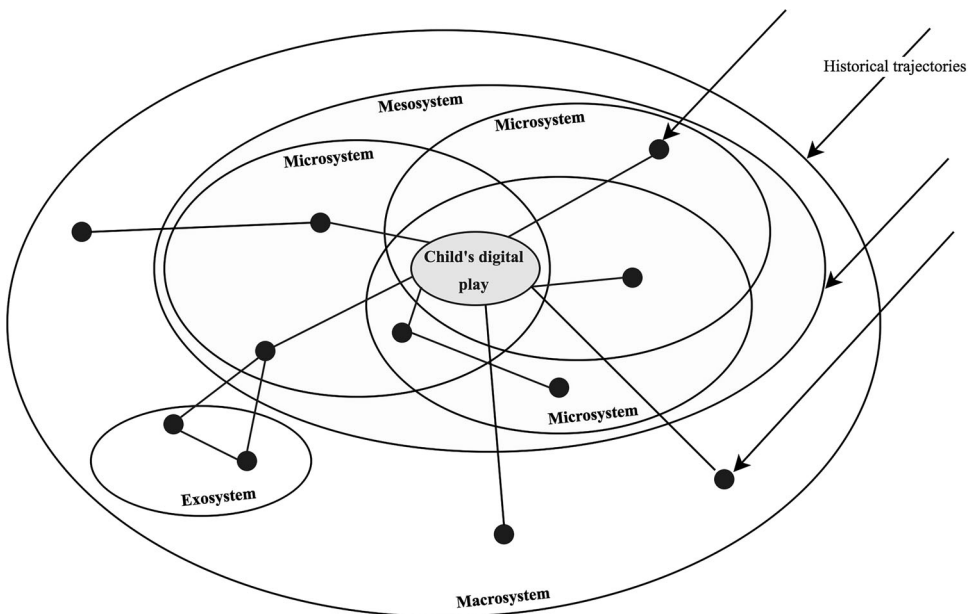 Historical trajectories
Mesosystem
Microsystem
Microsystem
Child's digital
play
Microsystem
Exosystem
Macrosystem